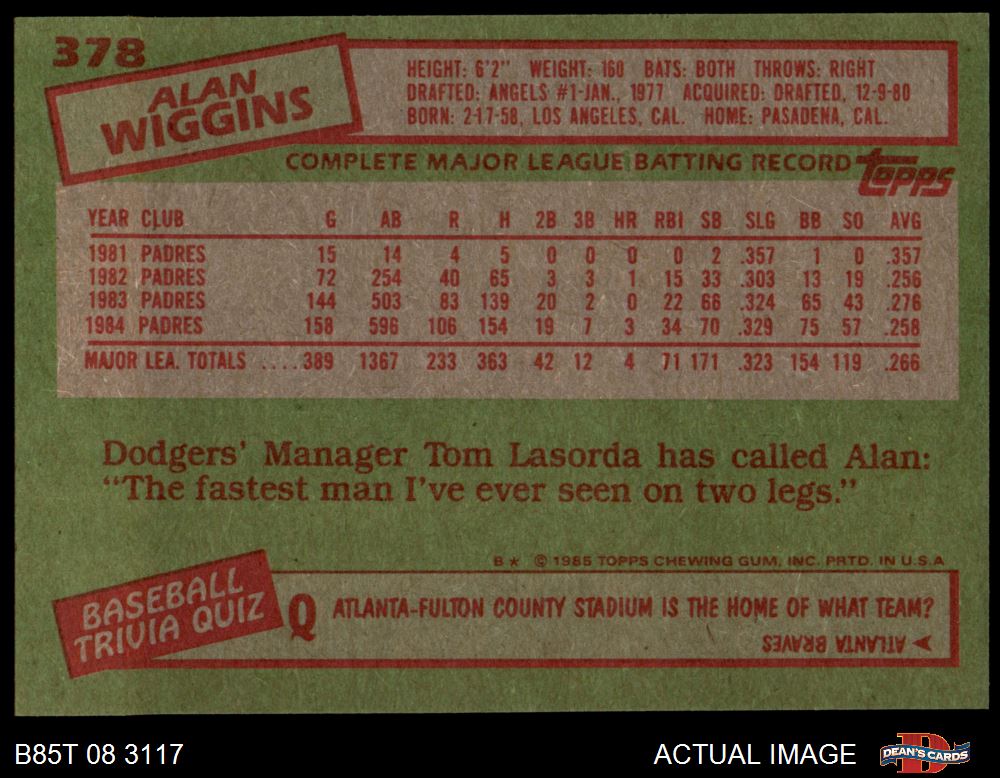 378
ALAN
WIGGINS
HEIGHT: 6'2" WEIGHT: 160 BATS: BOTH THROWS: RIGHT
DRAFTED: ANGELS #1-JAN., 1977 ACQUIRED: DRAFTED, 12-9-80
BORN: 2-17-58, LOS ANGELES, CAL. HOME: PASADENA, CAL.
COMPLETE MAJOR LEAGUE BATTING RECORD topps
YEAR CLUB G AB R H 2B 3B HR RBI SB SLG BB SO AVG
1981 PADRES 15 14 4 5 0 0 0 0 2 .357 1 0 .357
1982 PADRES 72 254 40 65 3 3 1 15 33 .303 13 19 .256
1983 PADRES 144 503 83 139 20 2 0 22 66 .324 65 43 .276
1984 PADRES 158 596 106 154 19 7 3 34 70 .329 75 57 .258
MAJOR LEA. TOTALS ....389 1367 233 363 42 12 4 71 171 .323 154 119 .266
Dodgers' Manager Tom Lasorda has called Alan:
“The fastest man I've ever seen on two legs.”
B* © 1985 TOPPS CHEWING GUM, INC. PRTD. IN U.S.A
BASEBALL
TRIVIA QUIZ
Q ATLANTA-FULTON COUNTY STADIUM IS THE HOME OF WHAT TEAM?
ATLANTA BRAVES
B85T 08 3117 ACTUAL IMAGE DEAN'S CARDS